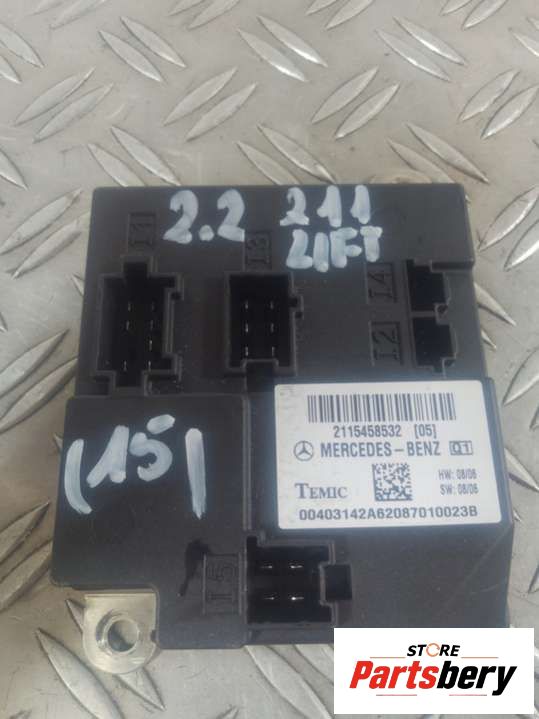 2.2 211
LIFT
I1
I3
I4
I2
(15)
2115458532 [05]
MERCEDES-BENZ Q1
HW: 08/06
SW: 08/06
TEMIC
00403142A62087010023B
I5
STORE
Partsbery